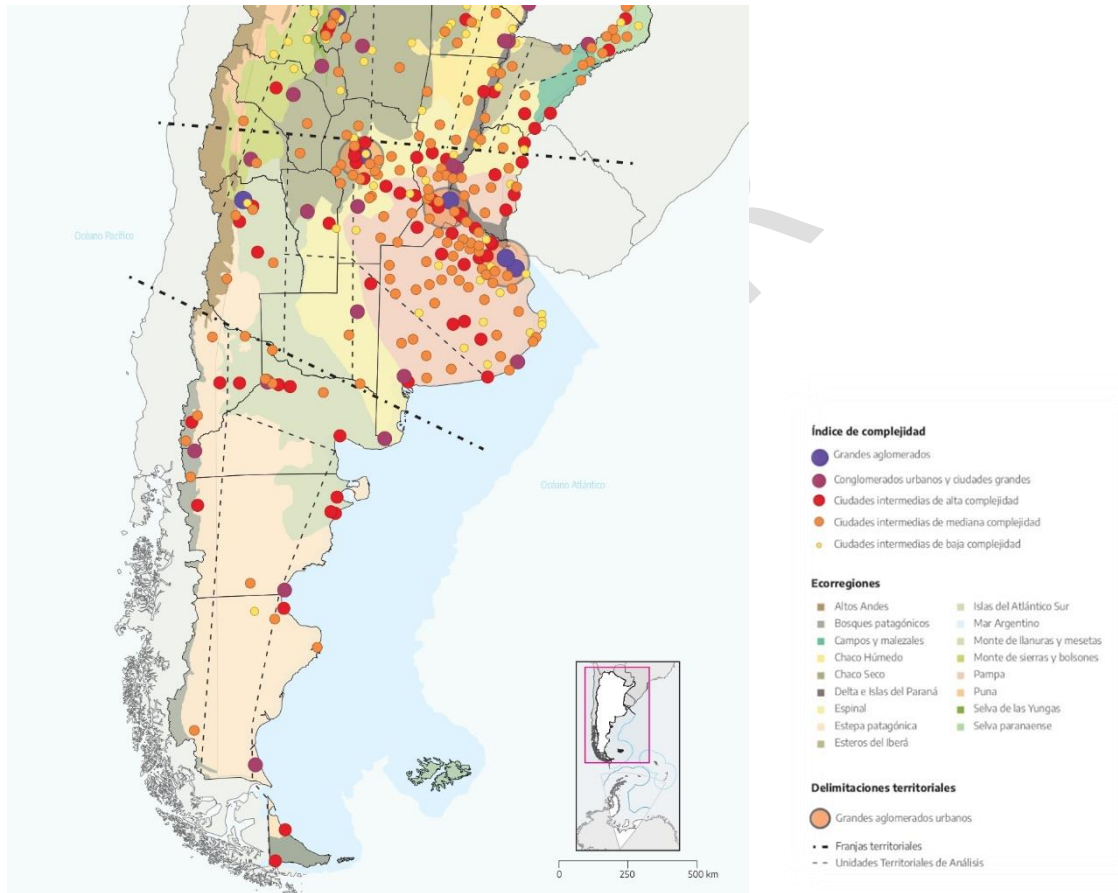 Océano Pacífico
Océano Atlántico
0 250 500 km
Índice de complejidad
Grandes aglomerados
Conglomerados urbanos y ciudades grandes
Ciudades intermedias de alta complejidad
Ciudades intermedias de mediana complejidad
Ciudades intermedias de baja complejidad
Ecorregiones
Altos Andes
Bosques patagónicos
Campos y malezales
Chaco Húmedo
Chaco Seco
Delta e Islas del Paraná
Espinal
Estepa patagónica
Esteros del Iberá
Islas del Atlántico Sur
Mar Argentino
Monte de llanuras y mesetas
Monte de sierras y bolsones
Pampa
Puna
Selva de las Yungas
Selva paranaense
Delimitaciones territoriales
Grandes aglomerados urbanos
Franjas territoriales
Unidades Territoriales de Análisis